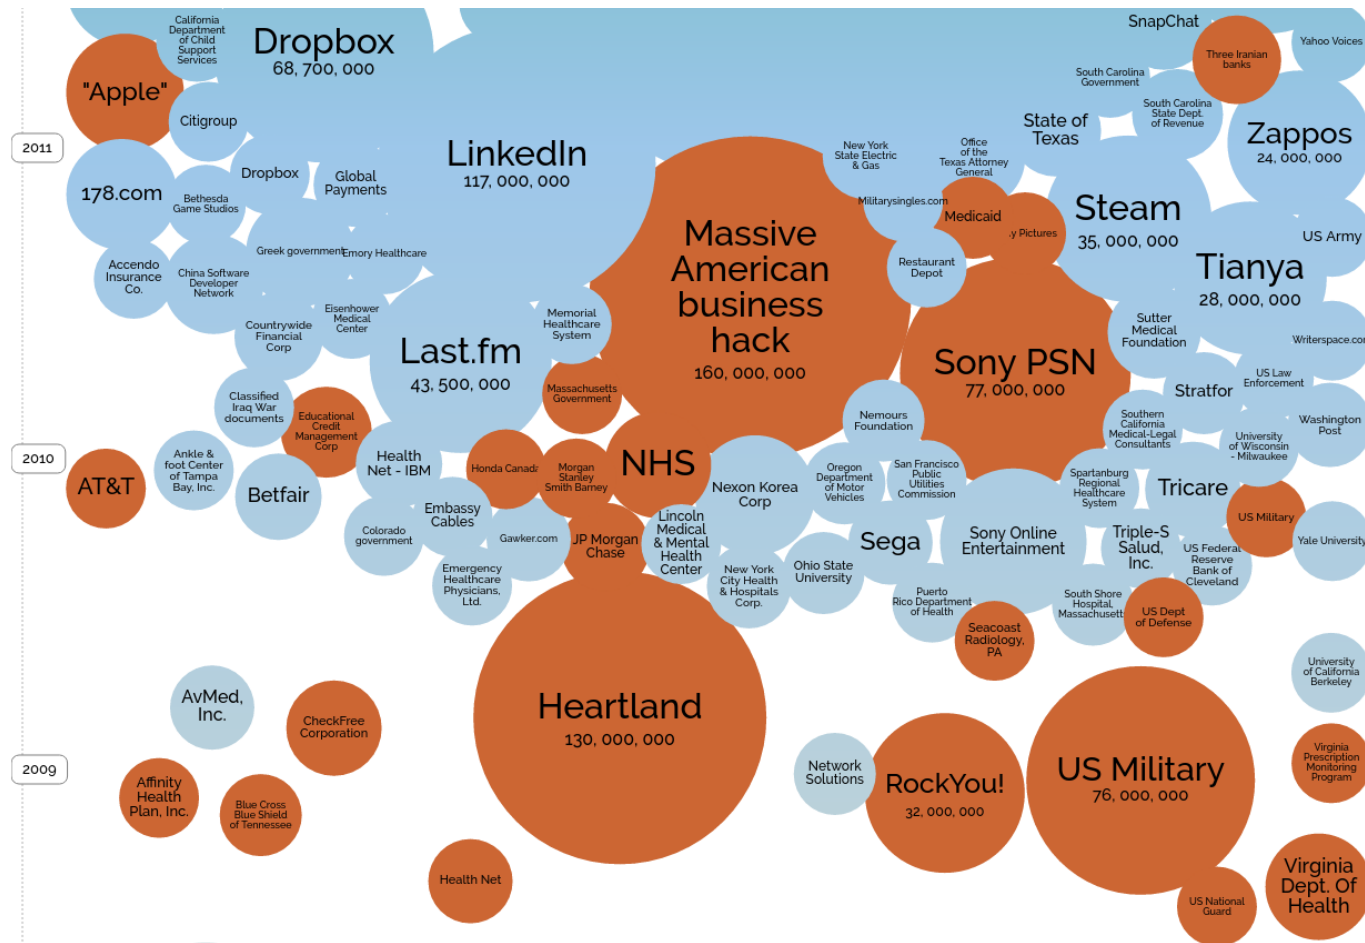 California
Department
of Child
Support
Services
Dropbox
68, 700, 000
SnapChat
Yahoo Voices
Three Iranian
banks
"Apple"
South Carolina
Government
Citigroup
South Carolina
State Dept.
of Revenue
State of
Texas
Zappos
24, 000, 000
2011
LinkedIn
117, 000, 000
New York
State Electric
& Gas
Office
of the
Texas Attorney
General
Dropbox
Global
Payments
178.com
Bethesda
Game Studios
Militarysingles.com
Medicaid
Steam
35, 000, 000
y Pictures
US Army
Massive
American
business
hack
160, 000, 000
Greek government
Emory Healthcare
Accendo
Insurance
Co.
China Software
Developer
Network
Restaurant
Depot
Tianya
28, 000, 000
Eisenhower
Medical
Center
Countrywide
Financial
Corp
Memorial
Healthcare
System
Sutter
Medical
Foundation
Writerspace.com
Last.fm
43, 500, 000
Sony PSN
77, 000, 000
US Law
Enforcement
Stratfor
Massachusetts
Government
Classified
Iraq War
documents
Educational
Credit
Management
Corp
Nemours
Foundation
Southern
California
Medical-Legal
Consultants
Washington
Post
University
of Wisconsin
- Milwaukee
2010
Ankle &
foot Center
of Tampa
Bay, Inc.
Health
Net - IBM
Honda Canada
Morgan
Stanley
Smith Barney
NHS
Nexon Korea
Corp
Oregon
Department
of Motor
Vehicles
San Francisco
Public
Utilities
Commission
Spartanburg
Regional
Healthcare
System
Tricare
AT&T
Betfair
Embassy
Cables
Colorado
government
Gawker.com
JP Morgan
Chase
Lincoln
Medical
& Mental
Health
Center
Sega
Sony Online
Entertainment
Triple-S
Salud,
Inc.
US Military
Yale University
US Federal
Reserve
Bank of
Cleveland
Emergency
Healthcare
Physicians,
Ltd.
New York
City Health
& Hospitals
Corp.
Ohio State
University
Puerto
Rico Department
of Health
South Shore
Hospital,
Massachusetts
US Dept
of Defense
Seacoast
Radiology,
PA
University
of California
Berkeley
AvMed,
Inc.
CheckFree
Corporation
Heartland
130, 000, 000
2009
Network
Solutions
RockYou!
32, 000, 000
US Military
76, 000, 000
Virginia
Prescription
Monitoring
Program
Affinity
Health
Plan, Inc.
Blue Cross
Blue Shield
of Tennessee
Health Net
US National
Guard
Virginia
Dept. Of
Health